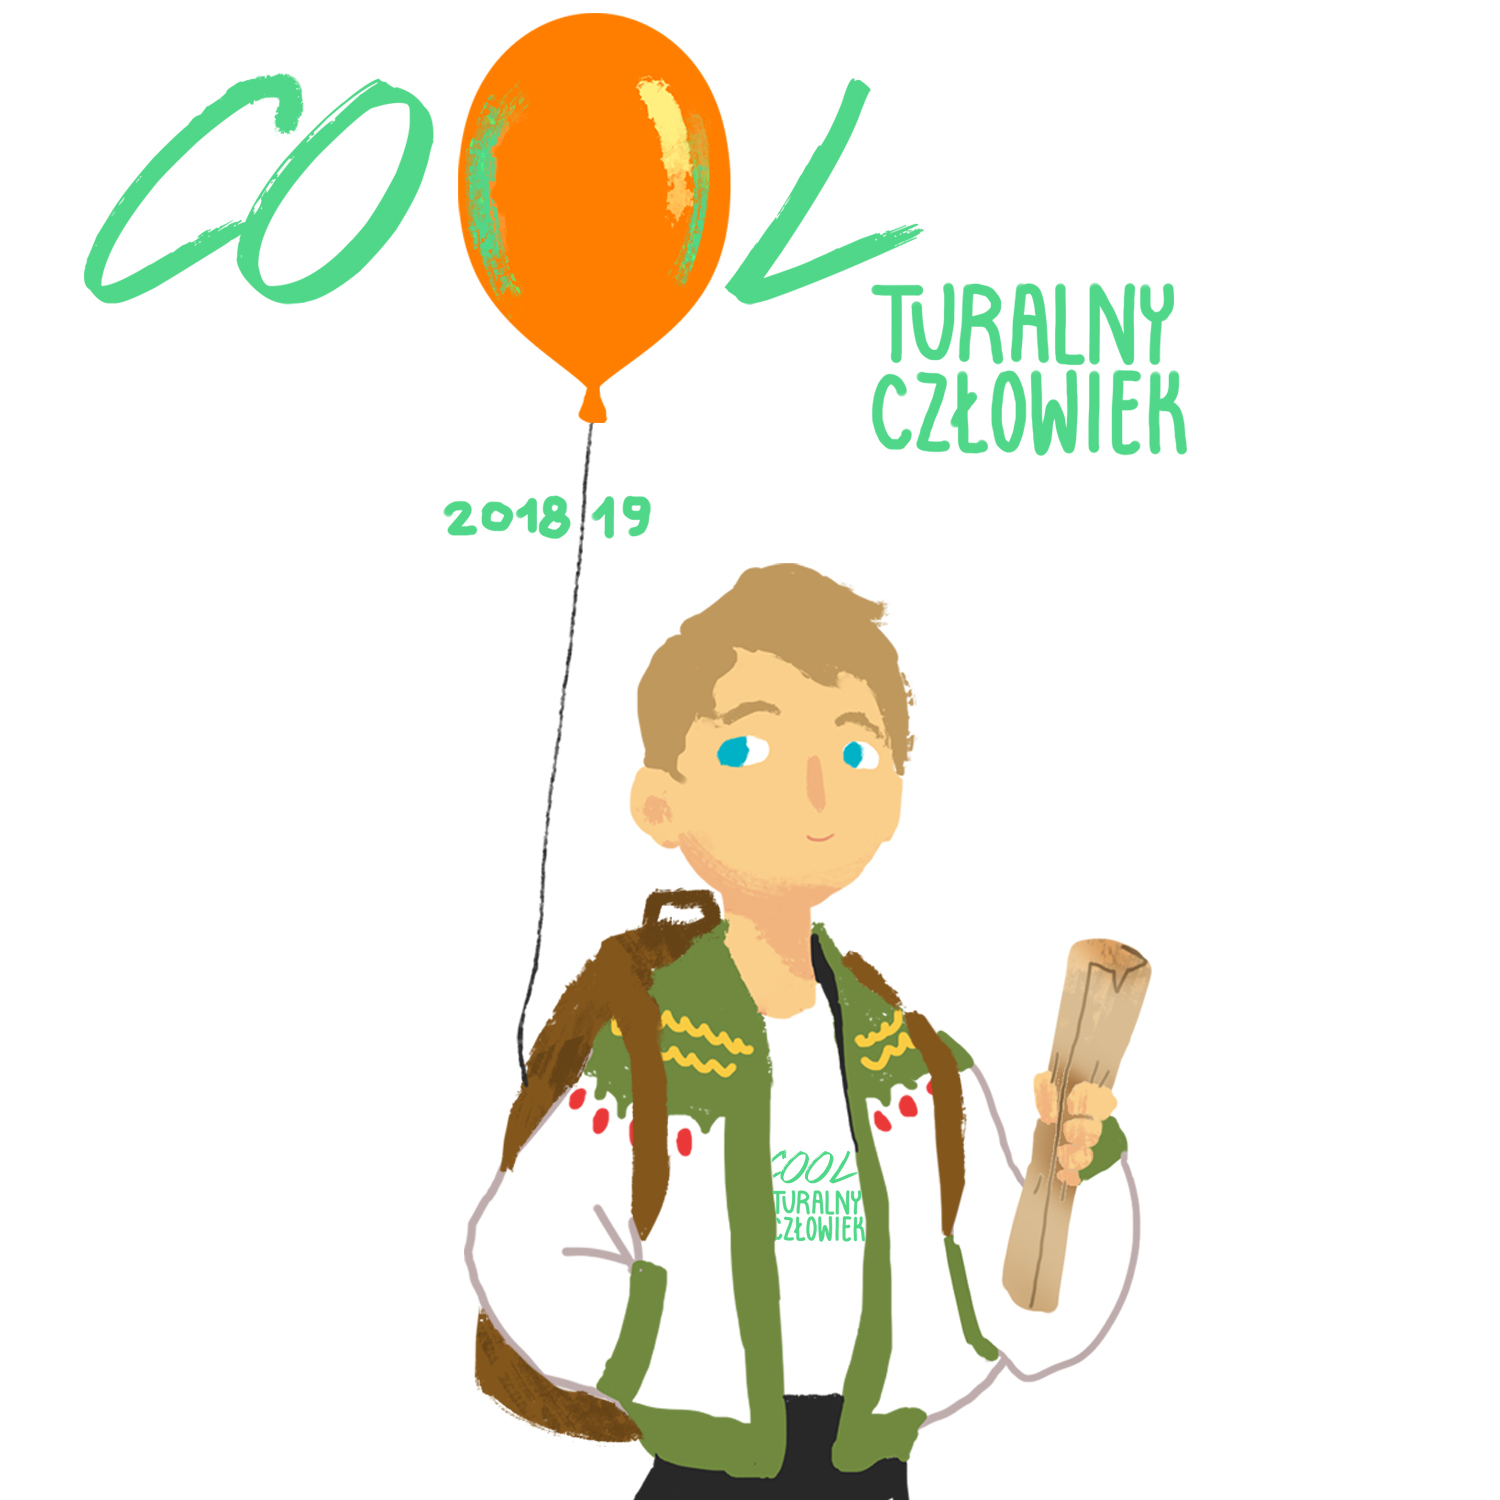 COOL
TURALNY
CZŁOWIEK
2018 19
COOL
TURALNY
CZŁOWIEK